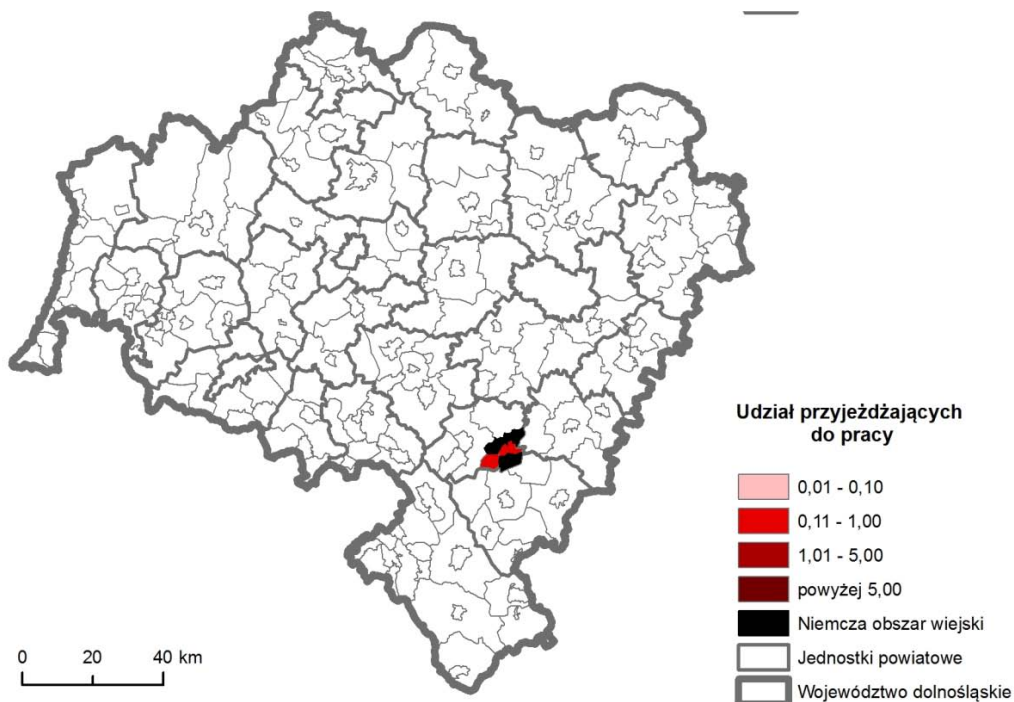 Udział przyjeżdżających
do pracy
0,01 - 0,10
0,11 - 1,00
1,01 - 5,00
powyżej 5,00
Niemcza obszar wiejski
Jednostki powiatowe
Województwo dolnośląskie
0 20 40 km